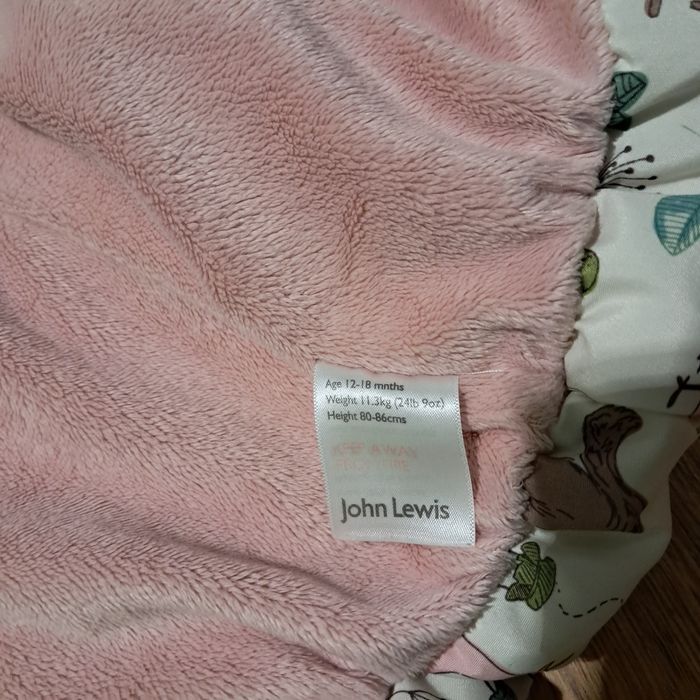 Age 12-18 mnths
Weight 11.3kg (24lb 9oz)
Height 80-86cms
KEEP AWAY
FROM FIRE
John Lewis